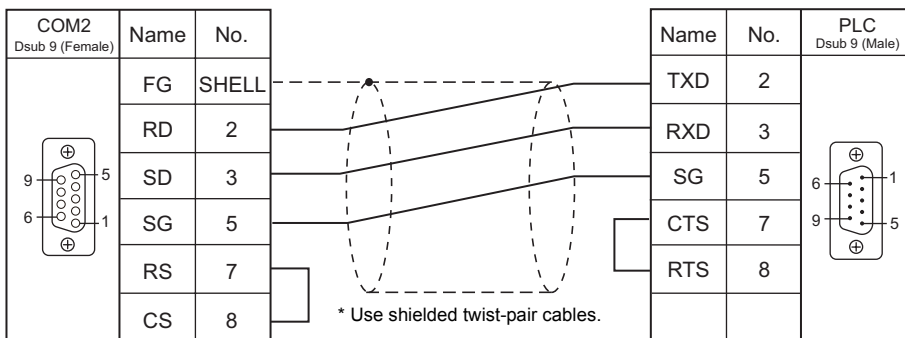 COM2
Dsub 9 (Female)
Name No.
FG SHELL
RD 2
SD 3
SG 5
RS 7
CS 8
9 5
6 1
* Use shielded twist-pair cables.
Name No.
PLC
Dsub 9 (Male)
TXD 2
RXD 3
SG 5
CTS 7
RTS 8
6 1
9 5